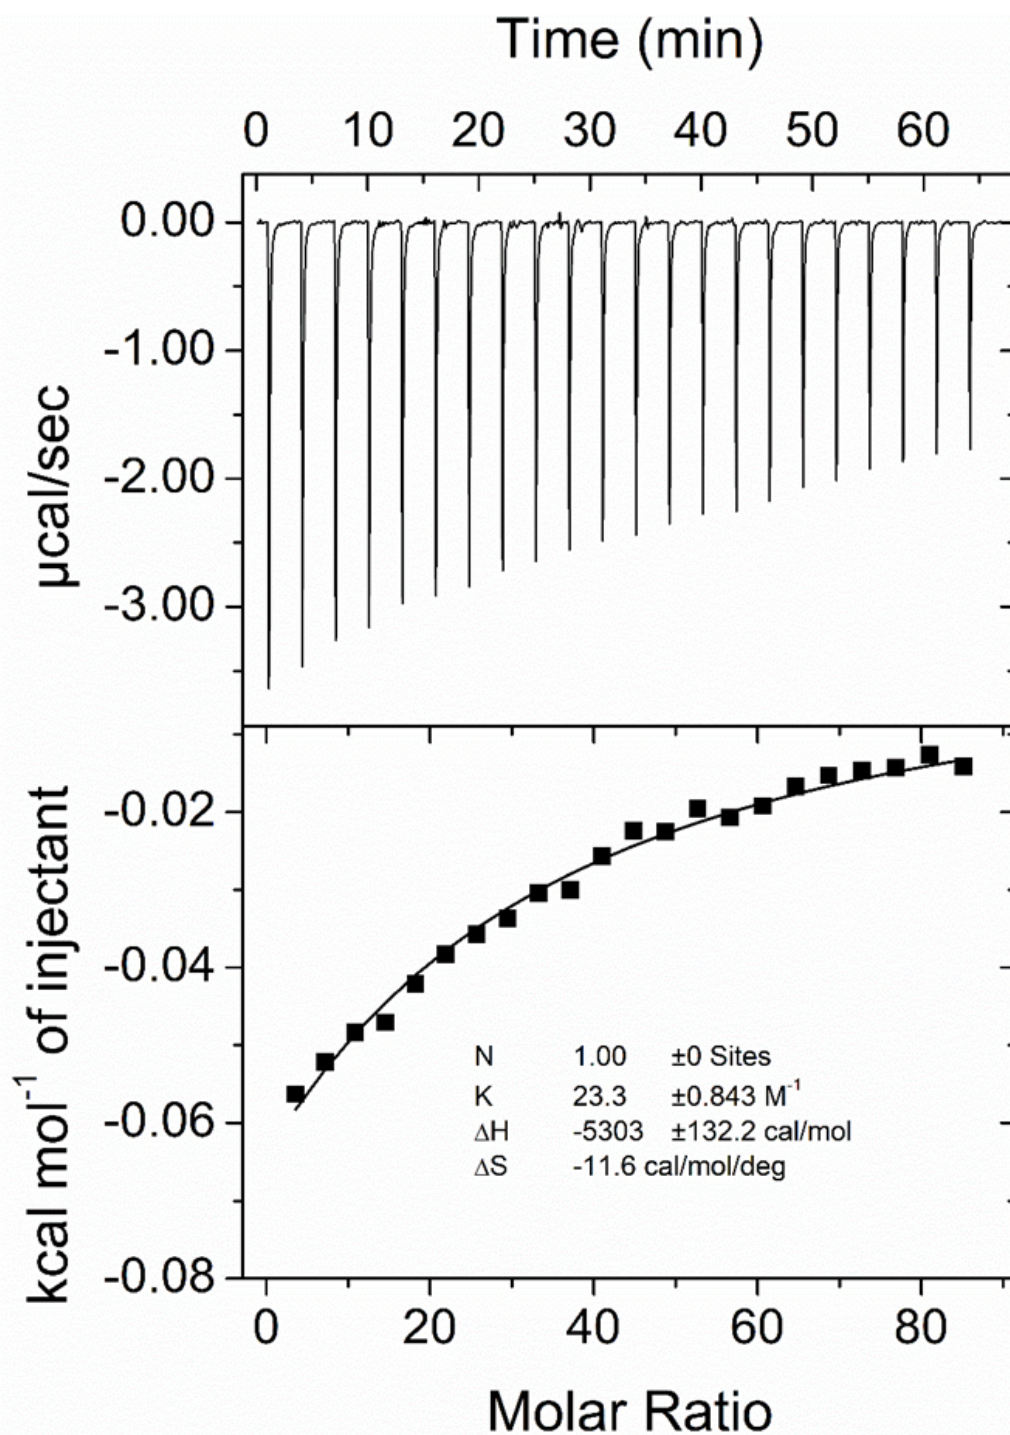 Time (min)
0 10 20 30 40 50 60
0.00
-1.00
-2.00
-3.00
µcal/sec
-0.02
-0.04
-0.06
-0.08
kcal mol⁻¹ of injectant
N 1.00 ±0 Sites
K 23.3 ±0.843 M⁻¹
ΔH -5303 ±132.2 cal/mol
ΔS -11.6 cal/mol/deg
0 20 40 60 80
Molar Ratio